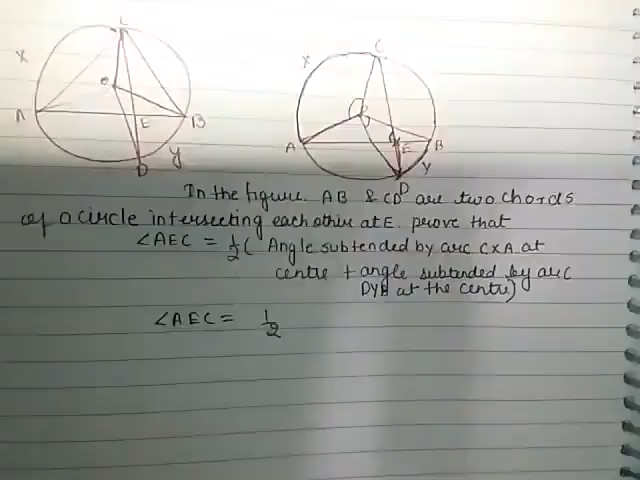 C
X
O
A
E
B
D
y
C
X
A
E
B
y
D
In the figure AB & CD are two chords
of a circle intersecting each other at E. prove that
∠AEC = 1/2 ( Angle subtended by arc CXA at
centre + angle subtended by arc
DYB at the centre)
∠AEC = 1/2